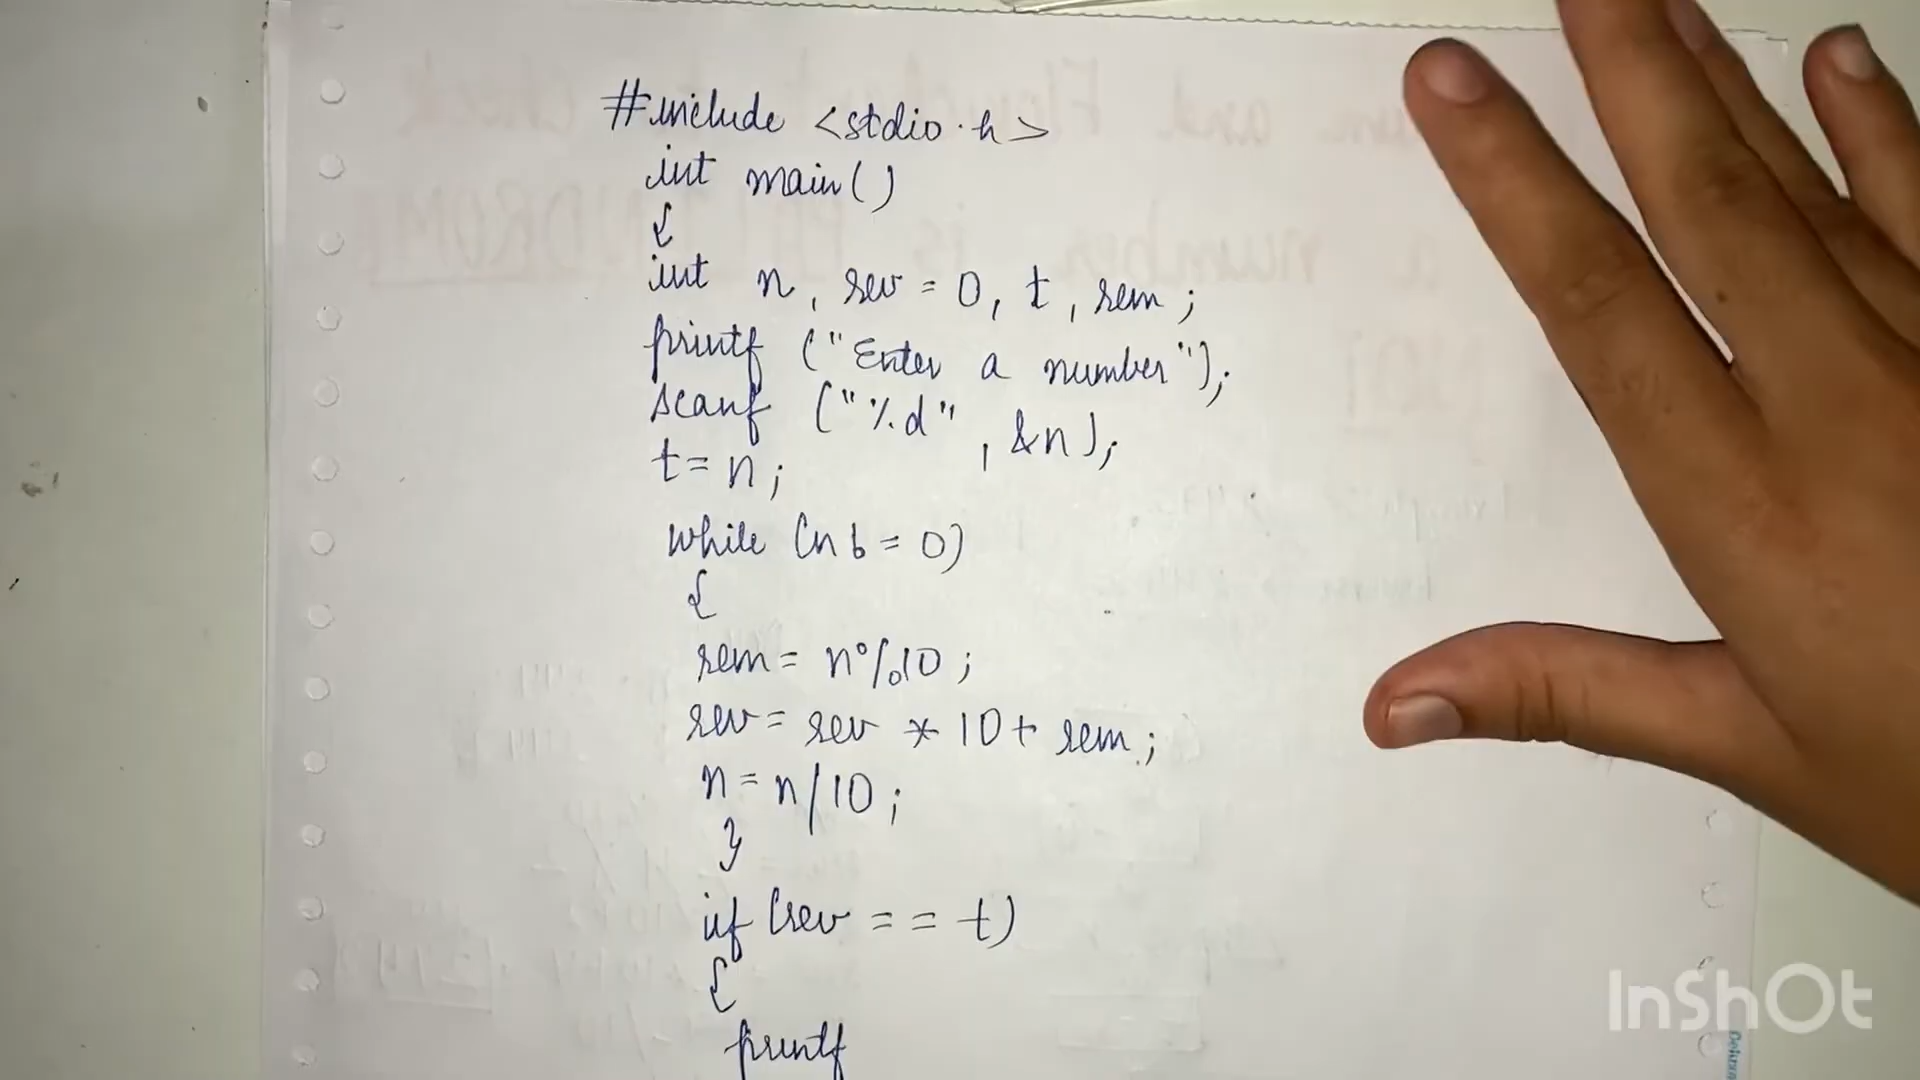 #include <stdio.h>
int main()
{
int n, rev = 0, t, rem;
printf ("Enter a number");
scanf ("%d", &n);
t = n;
while (n b = 0)
{
rem = n%10;
rev = rev * 10 + rem;
n = n/10;
}
if (rev == t)
{
printf
InShOt